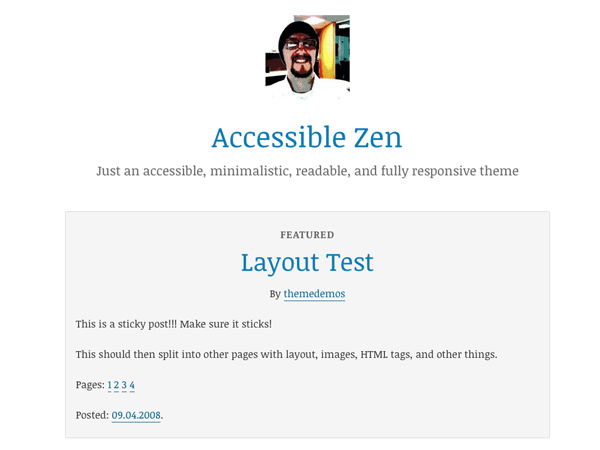 Accessible Zen
Just an accessible, minimalistic, readable, and fully responsive theme
FEATURED
Layout Test
By themedemos
This is a sticky post!!! Make sure it sticks!
This should then split into other pages with layout, images, HTML tags, and other things.
Pages: 1 2 3 4
Posted: 09.04.2008.